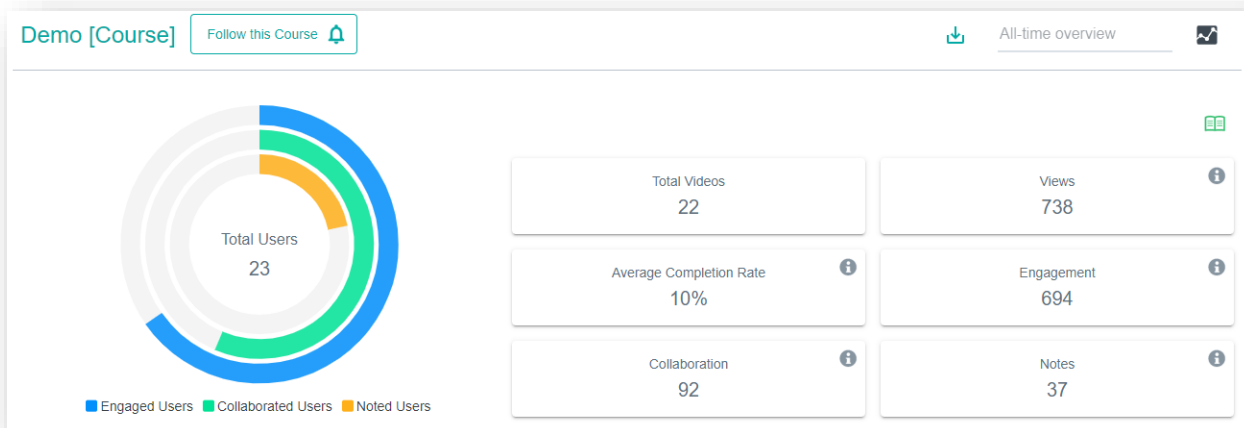 Demo [Course]
Follow this Course
All-time overview
Total Users
23
Engaged Users
Collaborated Users
Noted Users
Total Videos
22
Views
738
Average Completion Rate
10%
Engagement
694
Collaboration
92
Notes
37